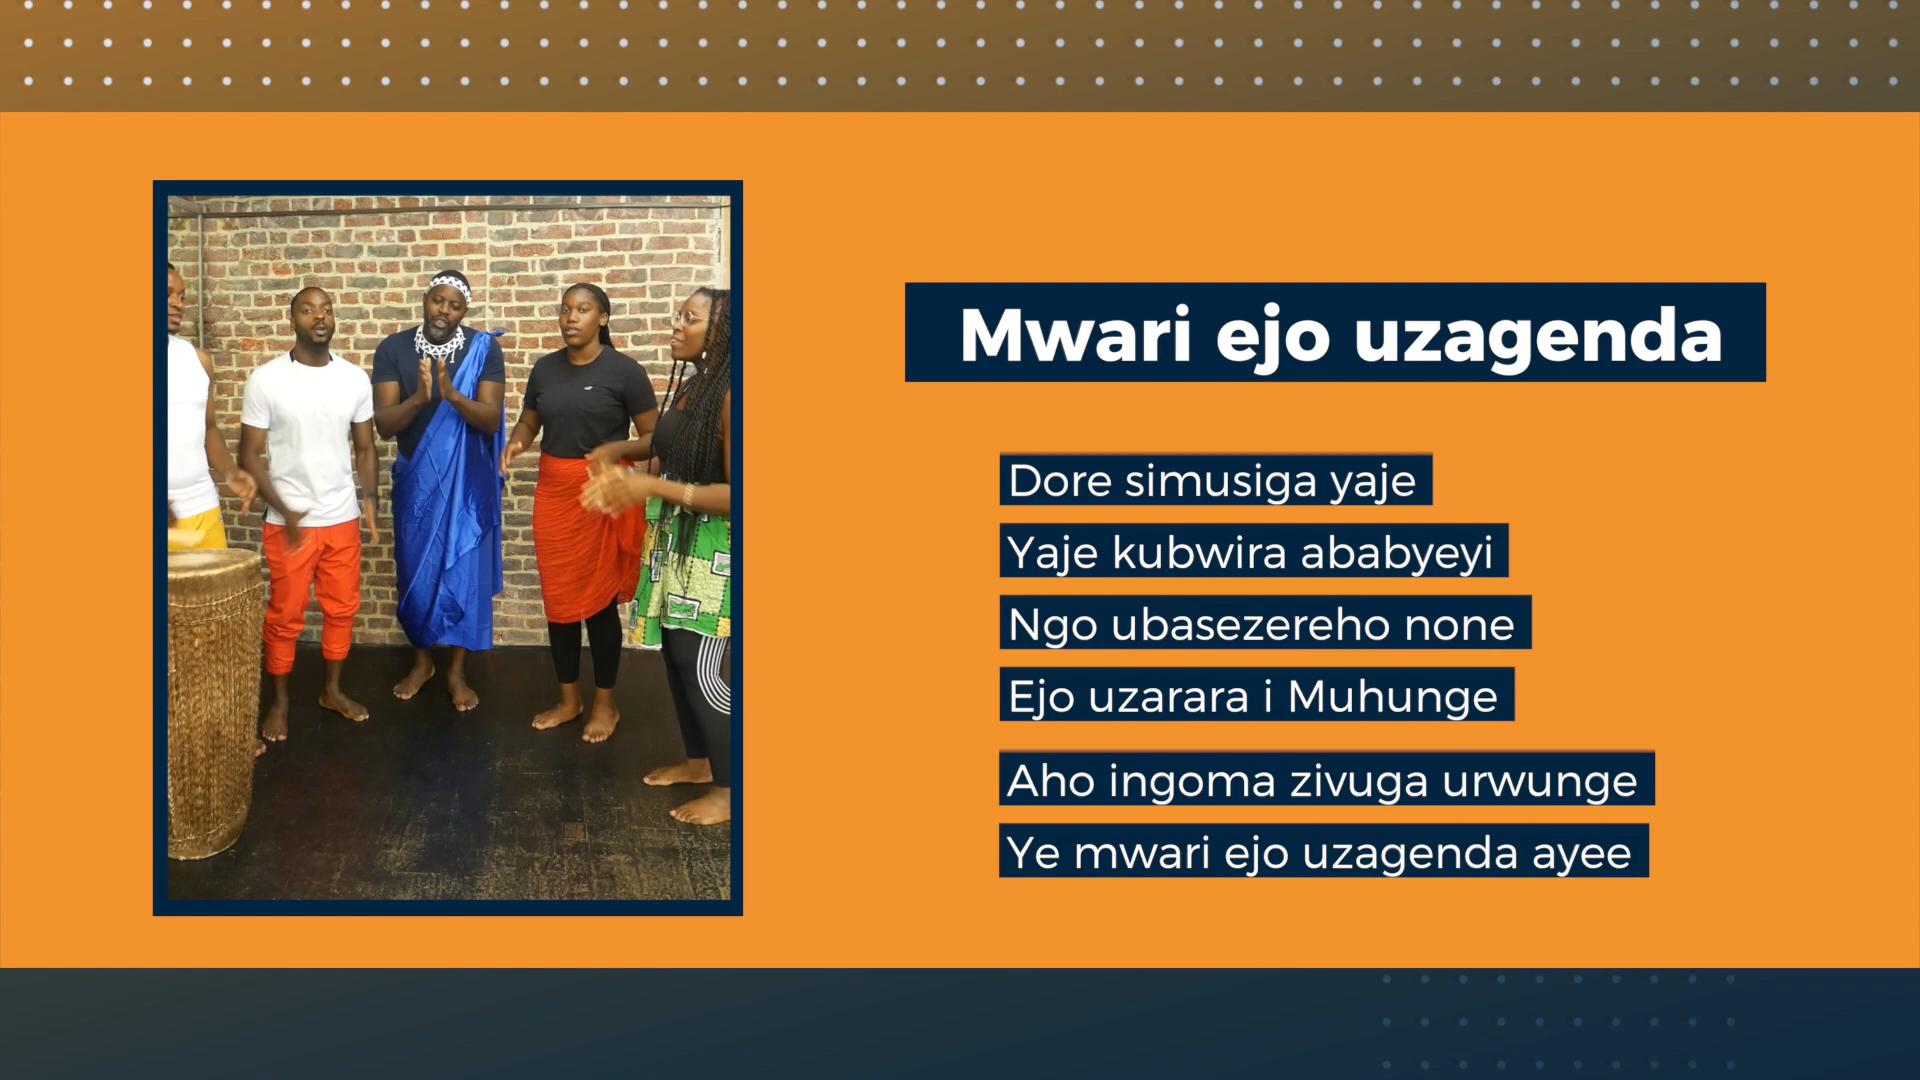 Mwari ejo uzagenda
Dore simusiga yaje
Yaje kubwira ababyeyi
Ngo ubasezereho none
Ejo uzarara i Muhunge
Aho ingoma zivuga urwunge
Ye mwari ejo uzagenda ayee